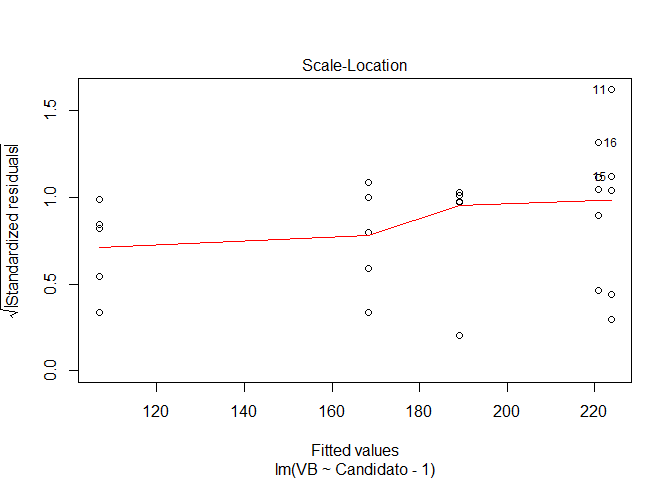 Scale-Location
√|Standardized residuals|
1.5
1.0
0.5
0.0
11
16
15
120 140 160 180 200 220
Fitted values
lm(VB ~ Candidato - 1)